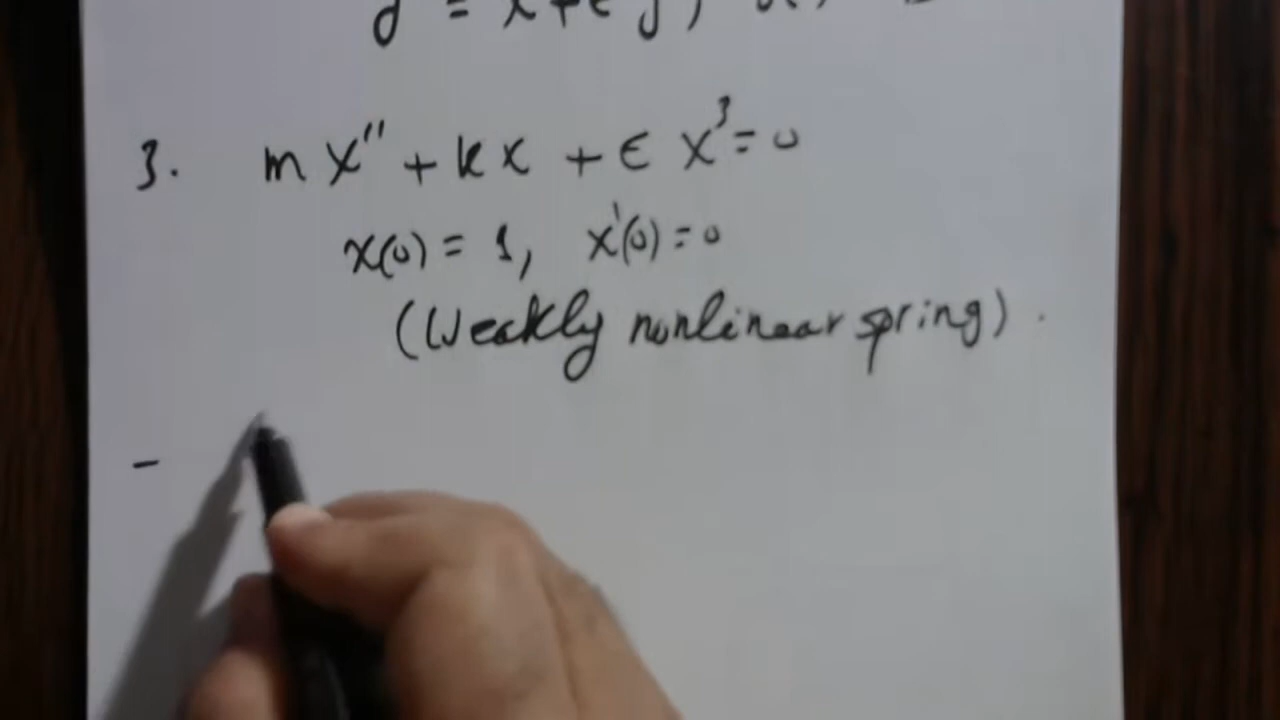 3. m x'' + k x + ε x³ = 0
x(0) = 1, x'(0) = 0
(Weakly nonlinear spring).
-